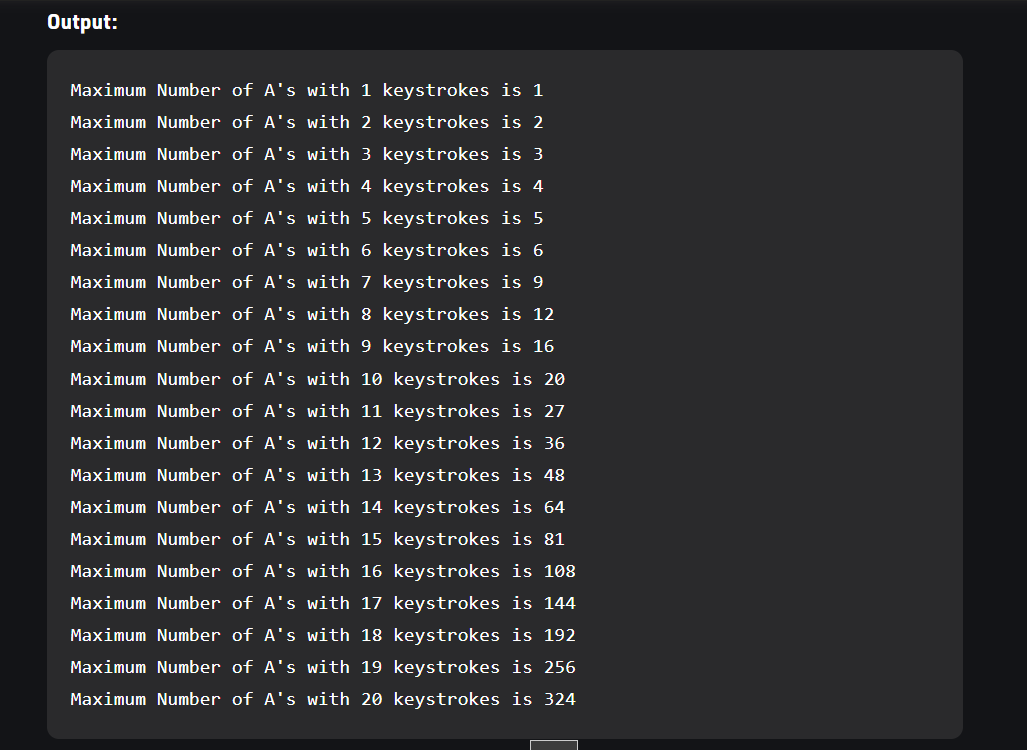 Output:
Maximum Number of A's with 1 keystrokes is 1
Maximum Number of A's with 2 keystrokes is 2
Maximum Number of A's with 3 keystrokes is 3
Maximum Number of A's with 4 keystrokes is 4
Maximum Number of A's with 5 keystrokes is 5
Maximum Number of A's with 6 keystrokes is 6
Maximum Number of A's with 7 keystrokes is 9
Maximum Number of A's with 8 keystrokes is 12
Maximum Number of A's with 9 keystrokes is 16
Maximum Number of A's with 10 keystrokes is 20
Maximum Number of A's with 11 keystrokes is 27
Maximum Number of A's with 12 keystrokes is 36
Maximum Number of A's with 13 keystrokes is 48
Maximum Number of A's with 14 keystrokes is 64
Maximum Number of A's with 15 keystrokes is 81
Maximum Number of A's with 16 keystrokes is 108
Maximum Number of A's with 17 keystrokes is 144
Maximum Number of A's with 18 keystrokes is 192
Maximum Number of A's with 19 keystrokes is 256
Maximum Number of A's with 20 keystrokes is 324